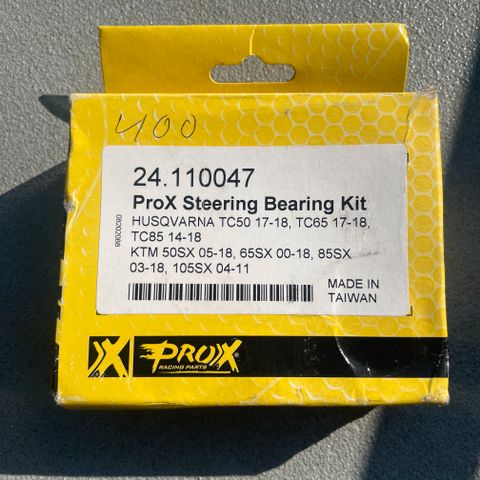 400
24.110047
ProX Steering Bearing Kit
HUSQVARNA TC50 17-18, TC65 17-18,
TC85 14-18
KTM 50SX 05-18, 65SX 00-18, 85SX
03-18, 105SX 04-11
MADE IN
TAIWAN
08202088
PROX
RACING PARTS